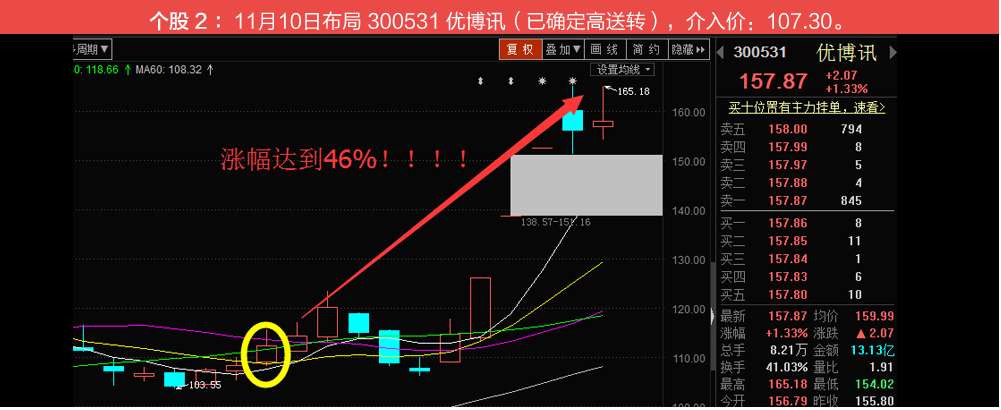 个股 2 ： 11月10日布局 300531 优博讯（已确定高送转），介入价：107.30。
周期▼
复权 叠加▼ 画线 简约 隐藏
0: 118.66 ↑ MA60: 108.32 ↑
设置均线
165.18
160.00
涨幅达到46%！！！！
150.00
140.00
138.57-151.16
130.00
120.00
110.00
103.55
300531 优博讯
157.87 +2.07
+1.33%
买十位置有主力挂单，速看>
卖五 158.00 794
卖四 157.99 8
卖三 157.97 5
卖二 157.88 4
卖一 157.87 845
买一 157.86 8
买二 157.85 11
买三 157.84 1
买四 157.83 6
买五 157.80 10
最新 157.87 均价 159.99
涨幅 +1.33% 涨跌 ▲2.07
总手 8.21万 金额 13.13亿
换手 41.03% 量比 1.91
最高 165.18 最低 154.02
今开 156.79 昨收 155.80